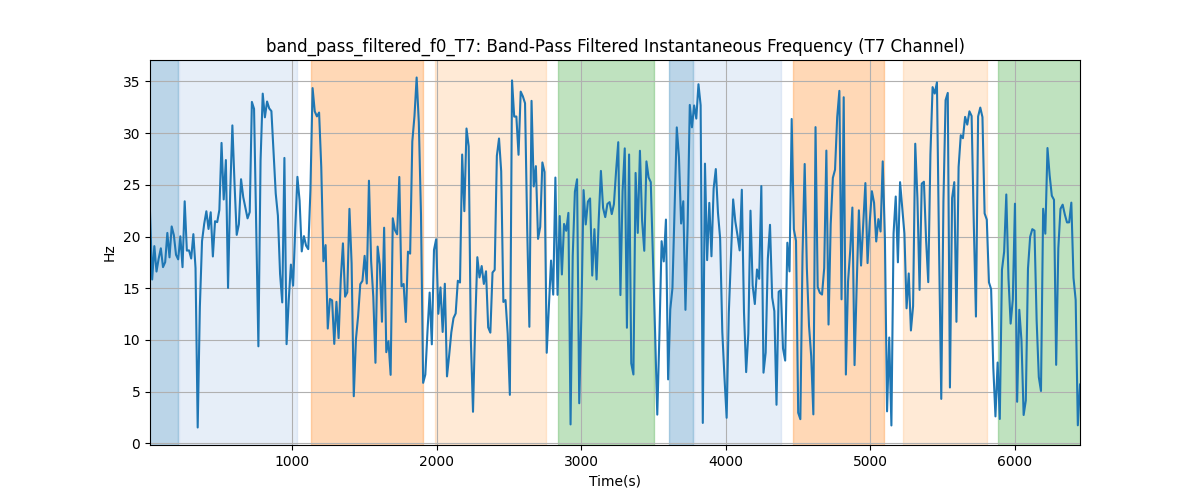 band_pass_filtered_f0_T7: Band-Pass Filtered Instantaneous Frequency (T7 Channel)
35
30
25
20
15
10
5
0
Hz
1000 2000 3000 4000 5000 6000
Time(s)